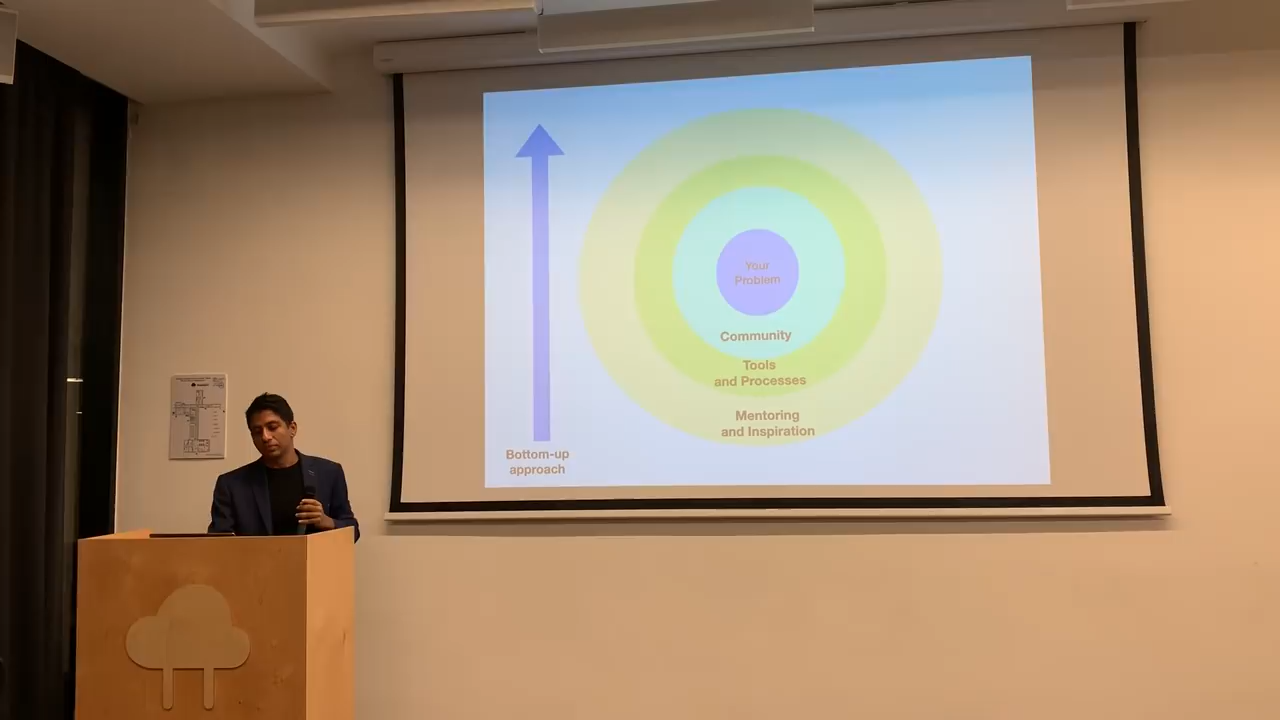 Your
Problem
Community
Tools
and Processes
Mentoring
and Inspiration
Bottom-up
approach